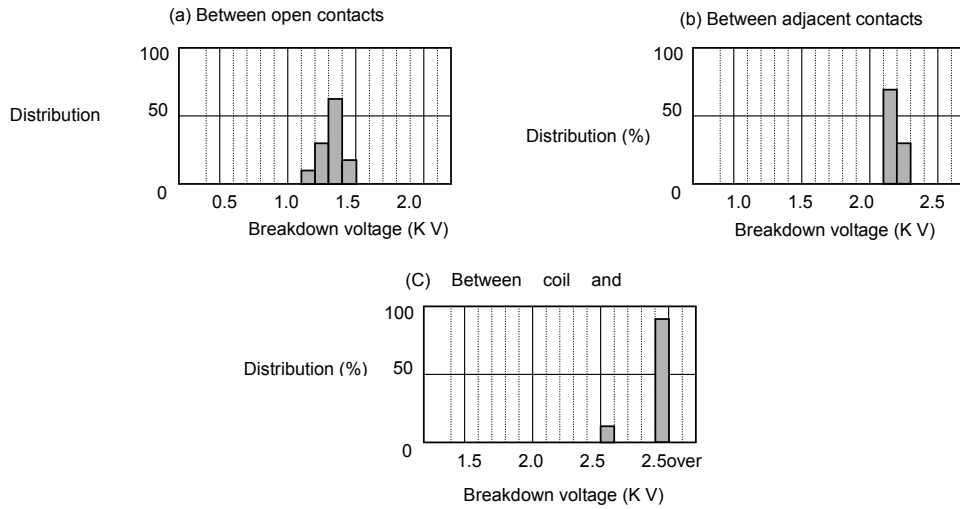 (a) Between open contacts
100
50
0
Distribution
0.5 1.0 1.5 2.0
Breakdown voltage (K V)
(b) Between adjacent contacts
100
50
0
Distribution (%)
1.0 1.5 2.0 2.5
Breakdown voltage (K V)
(C) Between coil and
100
50
0
Distribution (%)
1.5 2.0 2.5 2.5over
Breakdown voltage (K V)